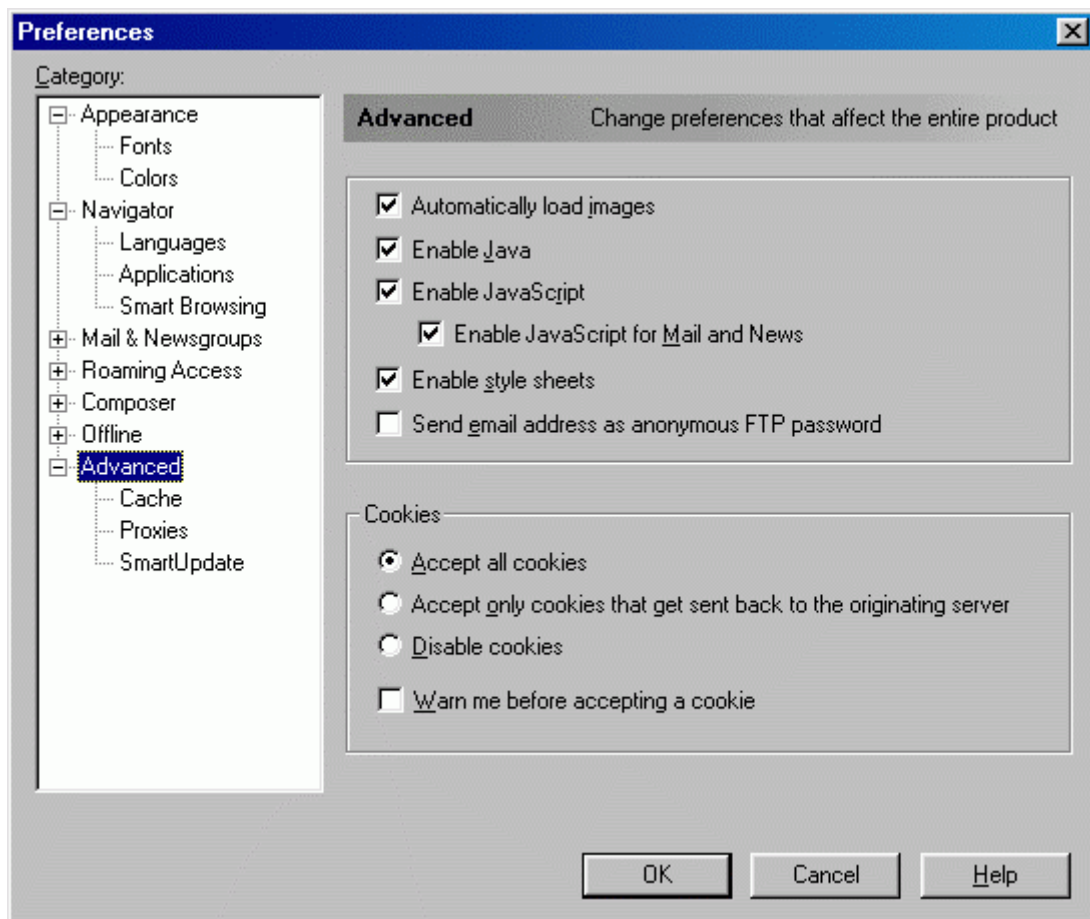 Preferences
Category:
Appearance
Fonts
Colors
Navigator
Languages
Applications
Smart Browsing
Mail & Newsgroups
Roaming Access
Composer
Offline
Advanced
Cache
Proxies
SmartUpdate
Advanced Change preferences that affect the entire product
Automatically load images
Enable Java
Enable JavaScript
Enable JavaScript for Mail and News
Enable style sheets
Send email address as anonymous FTP password
Cookies
Accept all cookies
Accept only cookies that get sent back to the originating server
Disable cookies
Warn me before accepting a cookie
OK Cancel Help